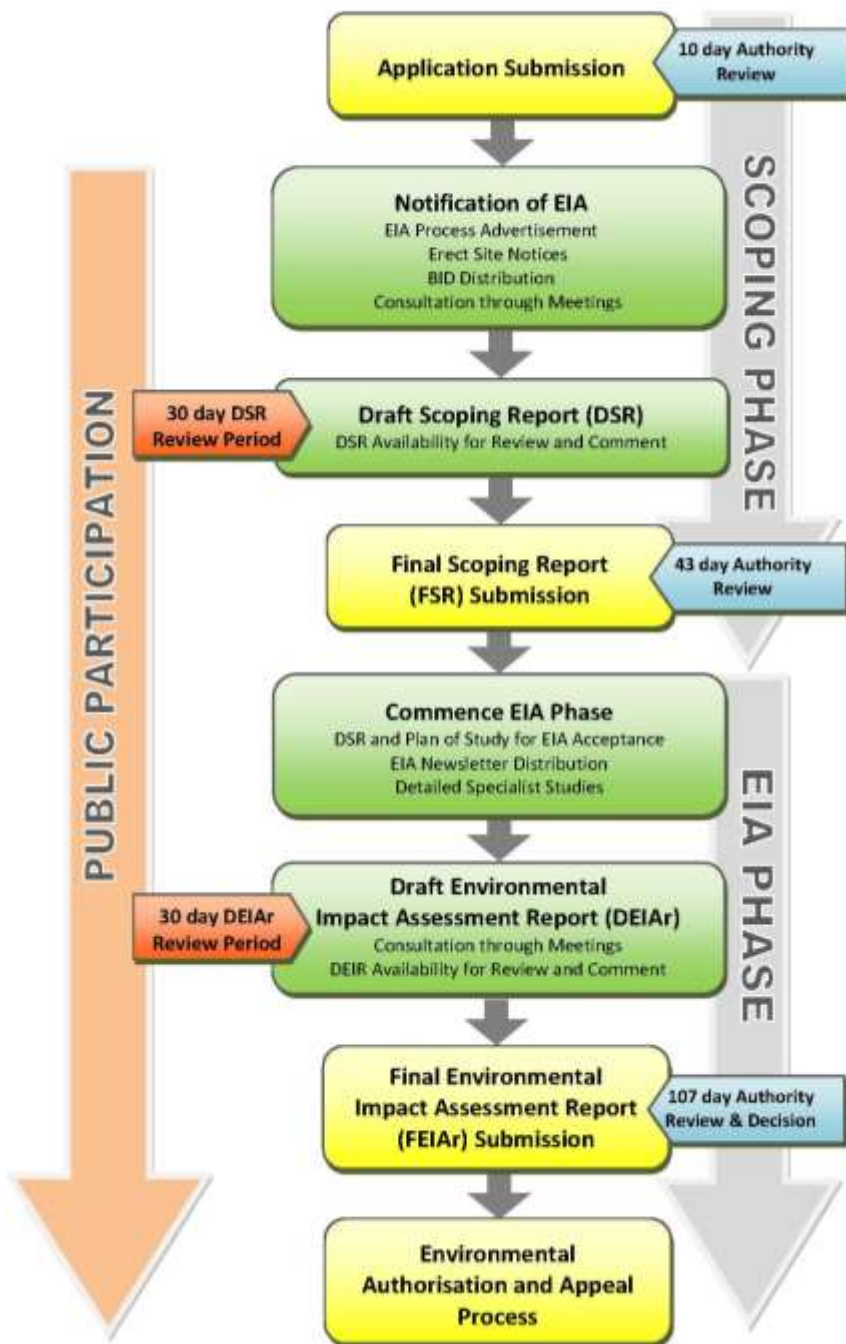 Application Submission
10 day Authority
Review
Notification of EIA
EIA Process Advertisement
Erect Site Notices
BID Distribution
Consultation through Meetings
SCOPING PHASE
PUBLIC PARTICIPATION
30 day DSR
Review Period
Draft Scoping Report (DSR)
DSR Availability for Review and Comment
Final Scoping Report
(FSR) Submission
43 day Authority
Review
Commence EIA Phase
DSR and Plan of Study for EIA Acceptance
EIA Newsletter Distribution
Detailed Specialist Studies
EIA PHASE
30 day DEIAr
Review Period
Draft Environmental
Impact Assessment Report (DEIAr)
Consultation through Meetings
DEIR Availability for Review and Comment
Final Environmental
Impact Assessment Report
(FEIAr) Submission
107 day Authority
Review & Decision
Environmental
Authorisation and Appeal
Process